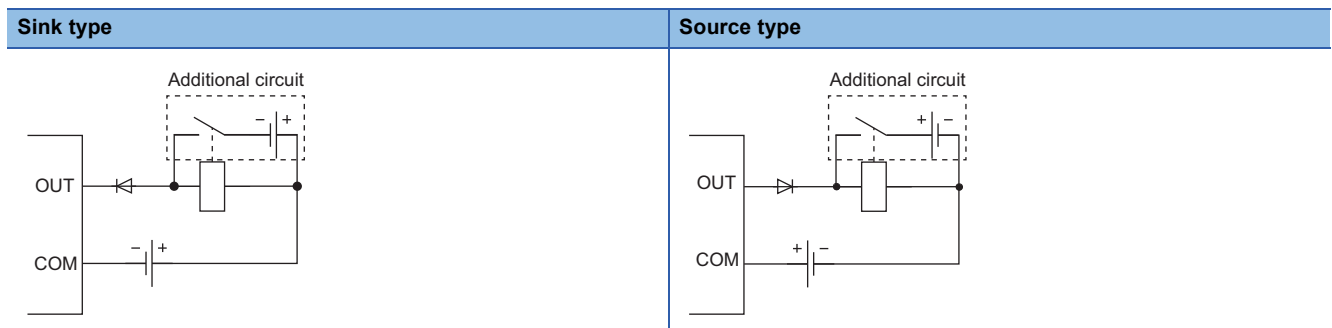 Sink type
Source type
Additional circuit
− +
OUT
− +
COM
Additional circuit
+ −
OUT
+ −
COM